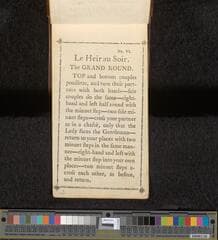 No. VI.
Le Heir au Soir.
The GRAND ROUND.
TOP and bottom couples
poussette, and turn their part-
ners with both hands—side
couples do the same—right-
hand and left half round with
the minuet step—two side mi-
nuet steps—cross your partner
as in a chassé, only that the
Lady faces the Gentleman—
return to your places with two
minuet steps in the same man-
ner—right-hand and left with
the minuet step into your own
places—two minuet steps a-
cross each other, as before,
and return.